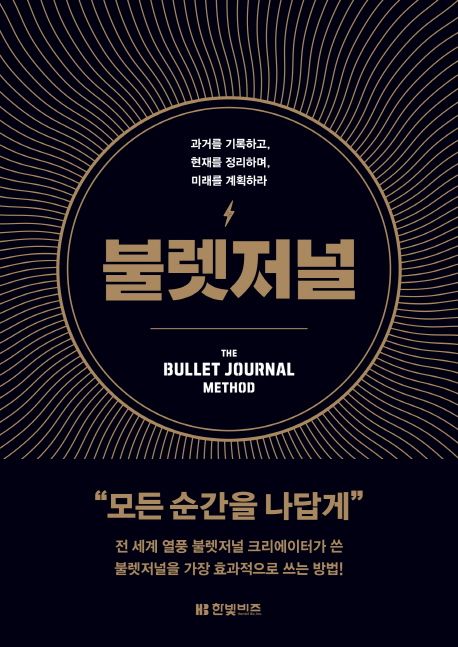 과거를 기록하고,
현재를 정리하며,
미래를 계획하라
불렛저널
THE
BULLET JOURNAL
METHOD
“모든 순간을 나답게”
전 세계 열풍 불렛저널 크리에이터가 쓴
불렛저널을 가장 효과적으로 쓰는 방법!
HB 한빛비즈